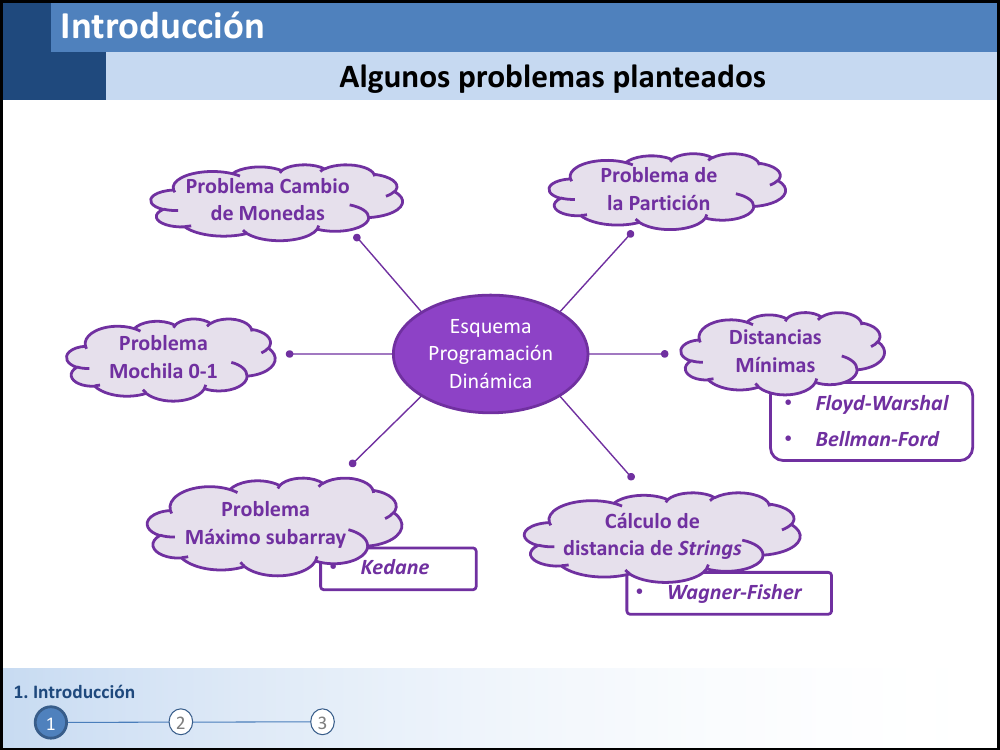 Introducción
Algunos problemas planteados
Problema Cambio
de Monedas
Problema de
la Partición
Esquema
Programación
Dinámica
Problema
Mochila 0-1
Distancias
Mínimas
• Floyd-Warshal
• Bellman-Ford
Problema
Máximo subarray
• Kedane
Cálculo de
distancia de Strings
• Wagner-Fisher
1. Introducción
1
2
3